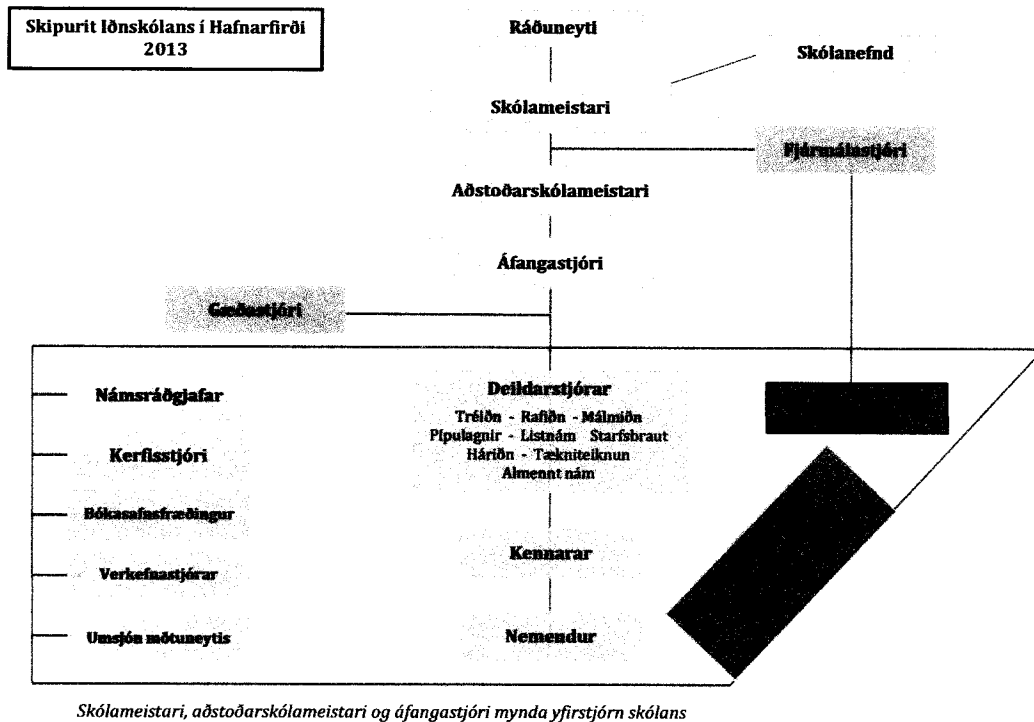 Skipurit Iðnskólans í Hafnarfirði
2013
Ráðuneyti
Skólanefnd
Skólameistari
Fjármálastjóri
Aðstoðarskólameistari
Áfangastjóri
Gæðastjóri
Námsráðgjafar
Kerfisstjóri
Bókasafnsfræðingur
Verkefnastjórar
Umsjón mötuneytis
Deildarstjórar
Tréiðn - Rafiðn - Málmiðn
Pípulagnir - Listnám Starfsbraut
Háriðn - Tækniteiknun
Almennt nám
Kennarar
Nemendur
Skólameistari, aðstoðarskólameistari og áfangastjóri mynda yfirstjórn skólans